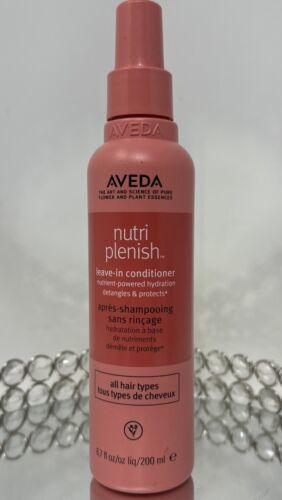 AVEDA
AVEDA
THE ART AND SCIENCE OF PURE
FLOWER AND PLANT ESSENCES
nutri
plenish™
leave-in conditioner
nutrient-powered hydration
detangles & protects*
après-shampooing
sans rinçage
hydratation à base
de nutriments
démêle et protège*
all hair types
tous types de cheveux
6.7 fl oz/oz liq/200 ml e